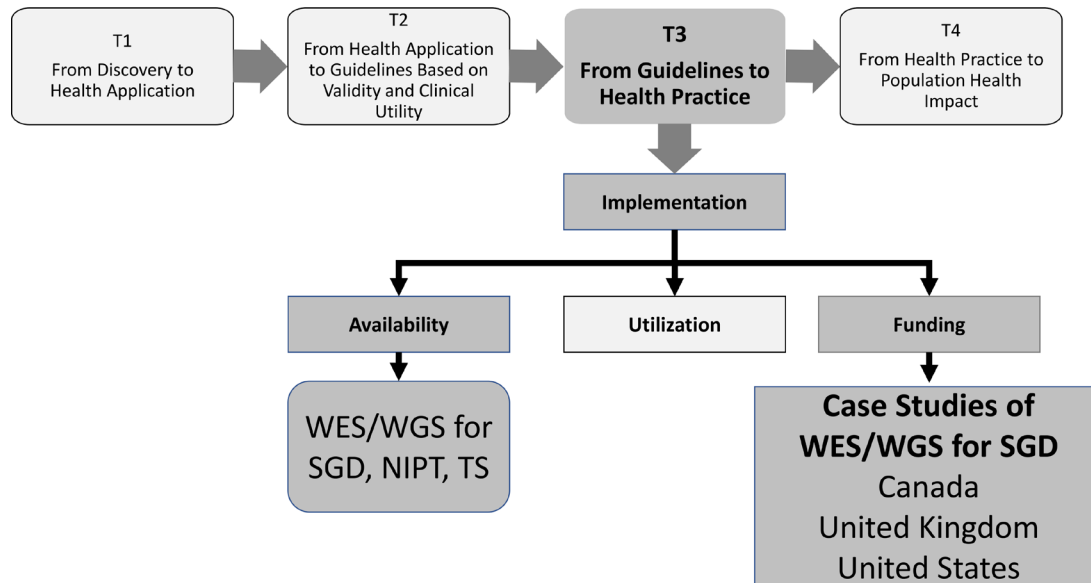 T1
From Discovery to
Health Application
T2
From Health Application
to Guidelines Based on
Validity and Clinical
Utility
T3
From Guidelines to
Health Practice
T4
From Health Practice to
Population Health
Impact
Implementation
Availability
Utilization
Funding
WES/WGS for
SGD, NIPT, TS
Case Studies of
WES/WGS for SGD
Canada
United Kingdom
United States